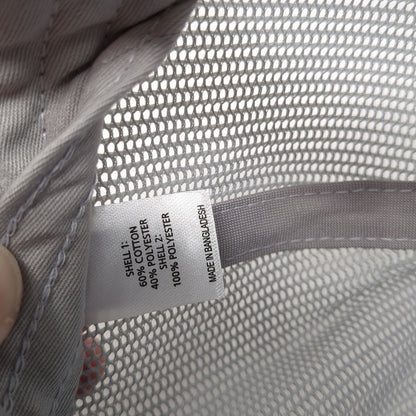 SHELL 1:
60% COTTON
40% POLYESTER
SHELL 2:
100% POLYESTER
MADE IN BANGLADESH